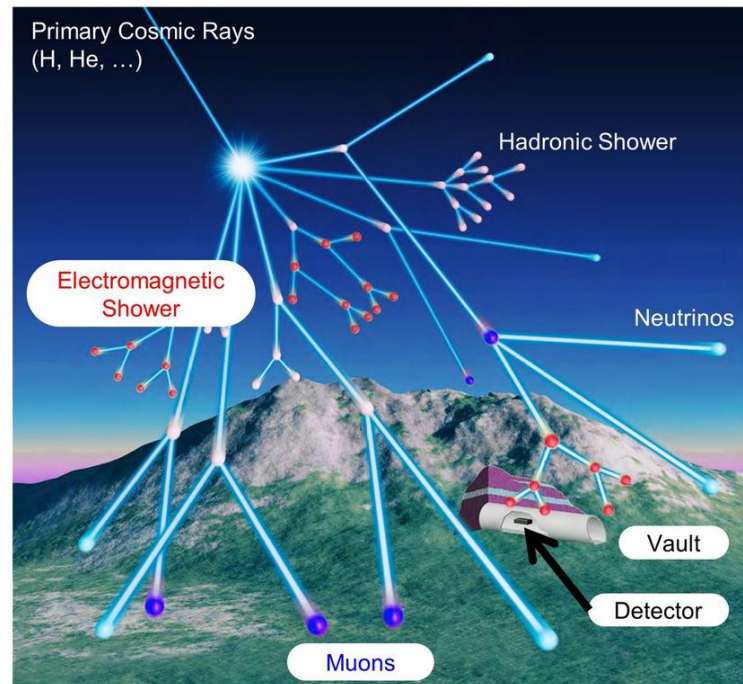 Primary Cosmic Rays
(H, He, …)
Hadronic Shower
Electromagnetic
Shower
Neutrinos
Vault
Detector
Muons